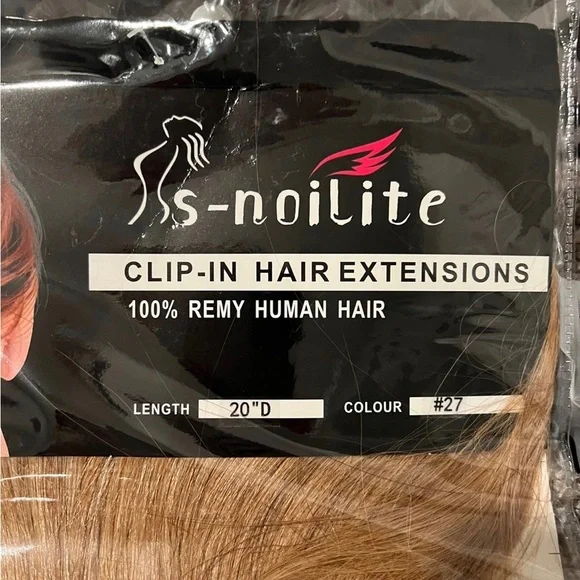 s-noilite
CLIP-IN HAIR EXTENSIONS
100% REMY HUMAN HAIR
LENGTH 20"D COLOUR #27